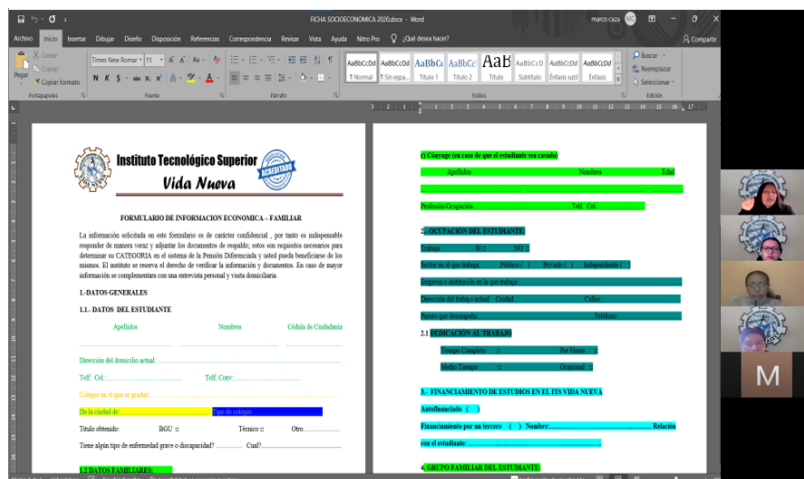 FICHA SOCIOECONOMICA 2020.docx - Word
marco caza
MC
Archivo Inicio Insertar Dibujar Diseño Disposición Referencias Correspondencia Revisar Vista Ayuda Nitro Pro ¿Qué desea hacer?
Compartir
Pegar
Cortar
Copiar
Copiar formato
Portapapeles
Times New Roman 11
N K S
Fuente
Párrafo
AaBbCcDd AaBbCcDd AaBbCc AaBbCc AaB AaBbCcD AaBbCcDd AaBbCcDd
1 Normal 1 Sin espa... Título 1 Título 2 Título Subtítulo Énfasis sutil Énfasis
Estilos
Buscar
Reemplazar
Seleccionar
Edición
Instituto Tecnológico Superior
Vida Nueva
ACREDITADO
FORMULARIO DE INFORMACION ECONOMICA – FAMILIAR
La información solicitada en este formulario es de carácter confidencial , por tanto es indispensable
responder de manera veraz y adjuntar los documentos de respaldo; estos son requisitos necesarios para
determinar su CATEGORIA en el sistema de la Pensión Diferenciada y usted pueda beneficiarse de los
mismos. El instituto se reserva el derecho de verificar la información y documentos. En caso de mayor
información se complementara con una entrevista personal y visita domiciliaria.
1.-DATOS GENERALES
1.1.- DATOS DEL ESTUDIANTE
Apellidos Nombres Cédula de Ciudadanía
Dirección del domicilio actual:
Telf. Cel.: Telf. Conv:
Colegio en el que se graduó:
De la ciudad de: Tipo de colegio:
Título obtenido: BGU □ Técnico □ Otro
Tiene algún tipo de enfermedad grave o discapacidad? Cual?
1.2 DATOS FAMILIARES:
c) Cónyuge (en caso de que el estudiante sea casado)
Apellidos Nombres Edad
Profesión/Ocupación: Telf. Cel.:
2.- OCUPACIÓN DEL ESTUDIANTE:
Trabaja: SI □ NO □
Sector en el que trabaja: Público ( ) Privado ( ) Independiente ( )
Empresa o institución en la que trabaja
Dirección del trabajo actual: Ciudad Calles
Puesto que desempeña: Teléfono:
2.1 DEDICACIÓN AL TRABAJO
Tiempo Completo □ Por Horas □
Medio Tiempo □ Ocasional □
3.- FINANCIAMIENTO DE ESTUDIOS EN EL ITS VIDA NUEVA
Autofinanciado ( )
Financiamiento por un tercero ( ) Nombre: Relación
con el estudiante:
4. GRUPO FAMILIAR DEL ESTUDIANTE:
M